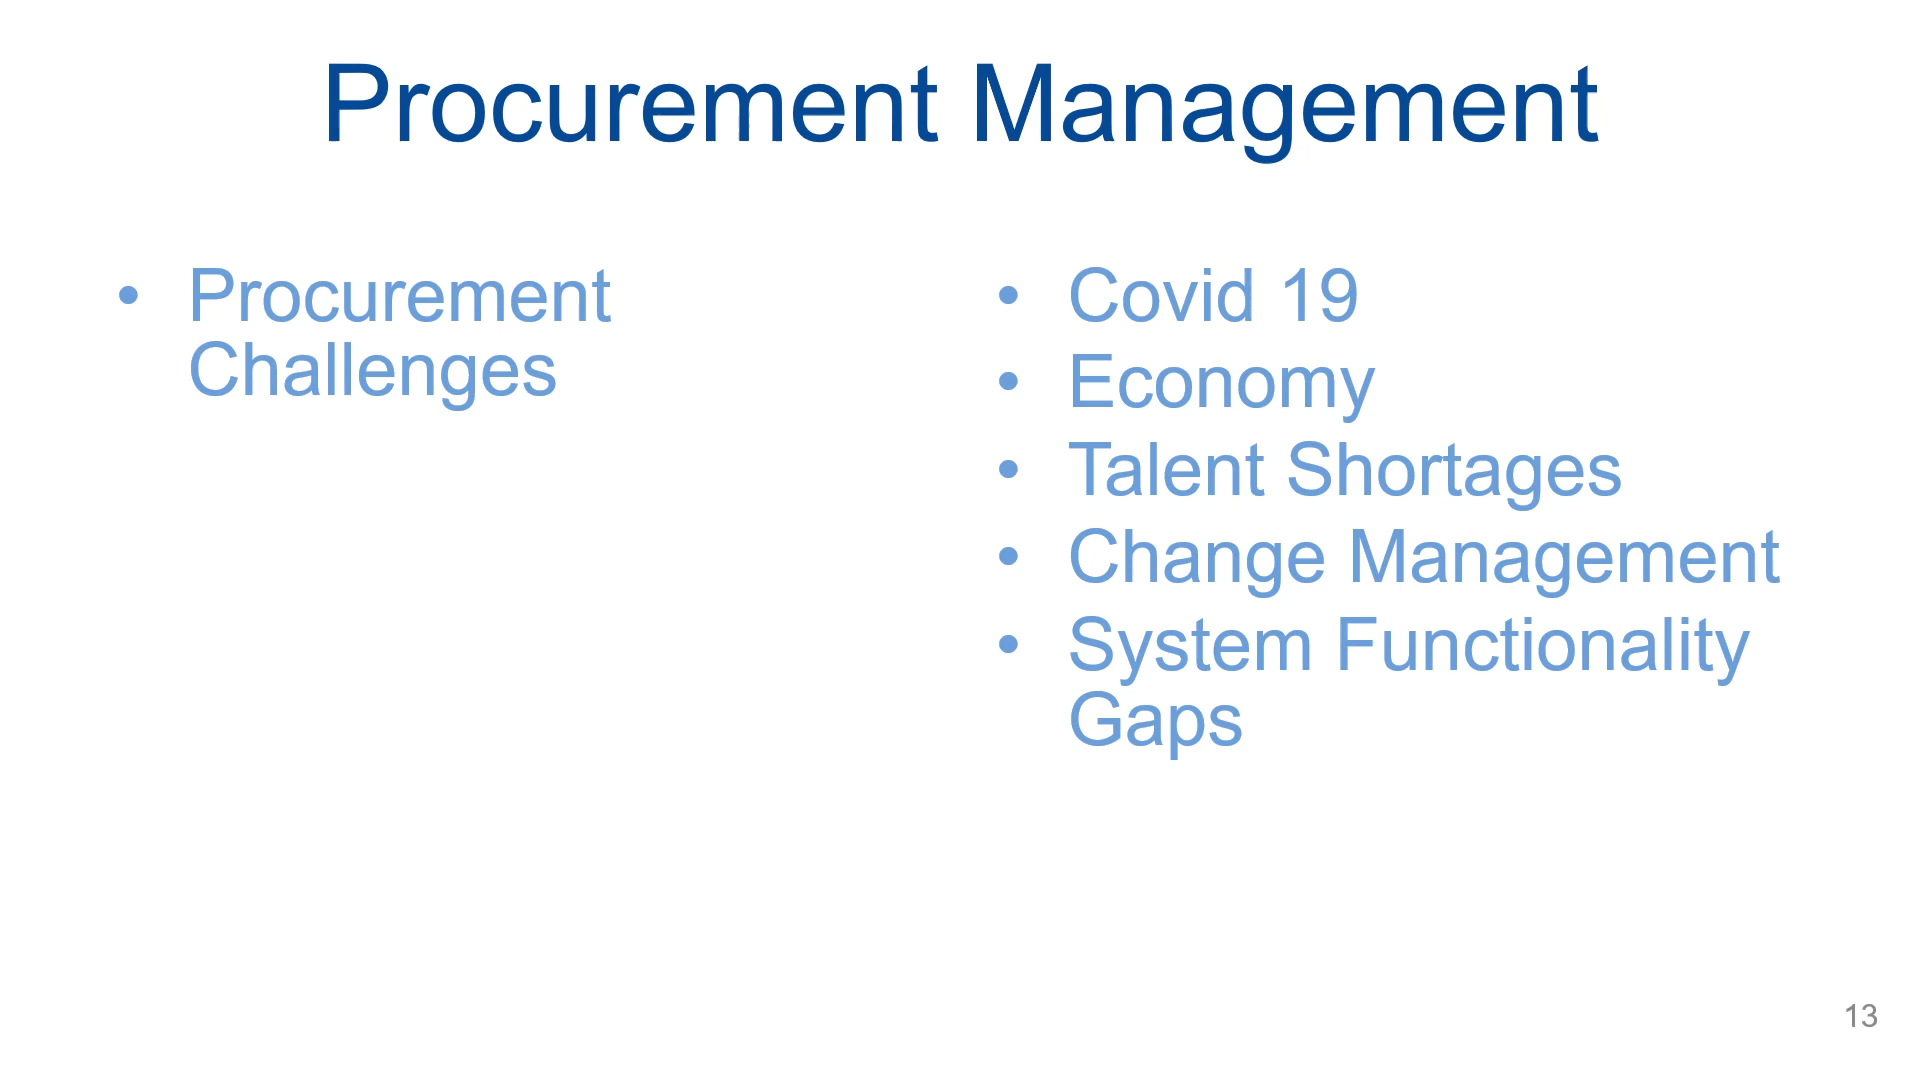 Procurement Management
• Procurement
Challenges
• Covid 19
• Economy
• Talent Shortages
• Change Management
• System Functionality
Gaps
13